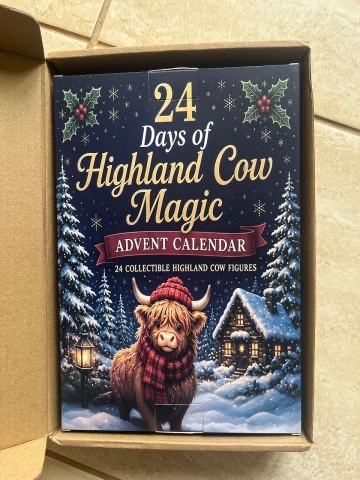 24
Days of
Highland Cow
Magic
ADVENT CALENDAR
24 COLLECTIBLE HIGHLAND COW FIGURES